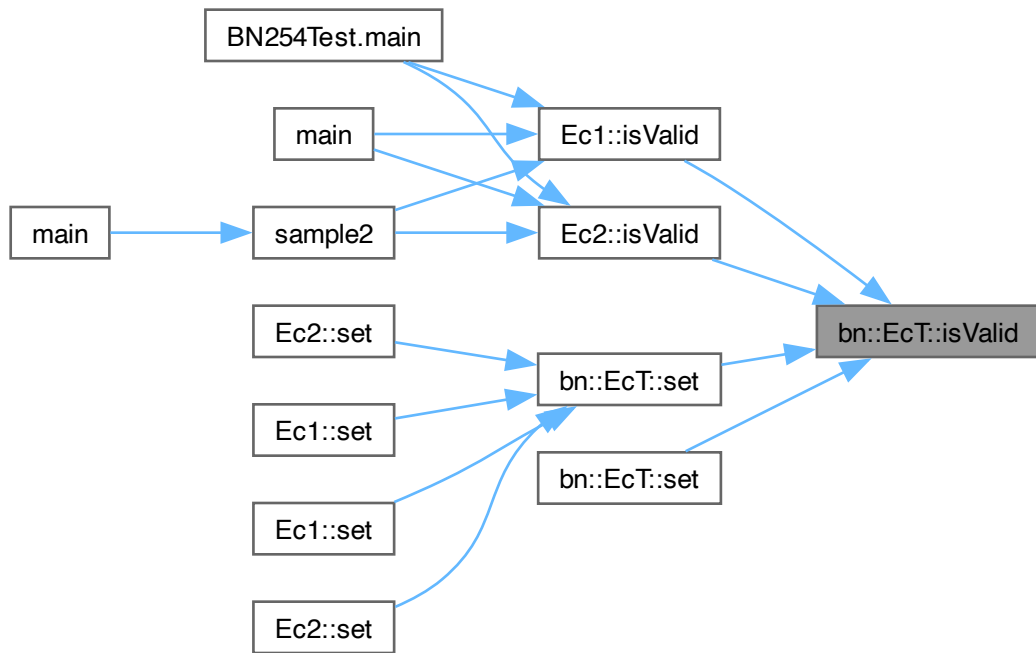 BN254Test.main
main
Ec1::isValid
main
sample2
Ec2::isValid
Ec2::set
bn::EcT::isValid
bn::EcT::set
Ec1::set
bn::EcT::set
Ec1::set
Ec2::set